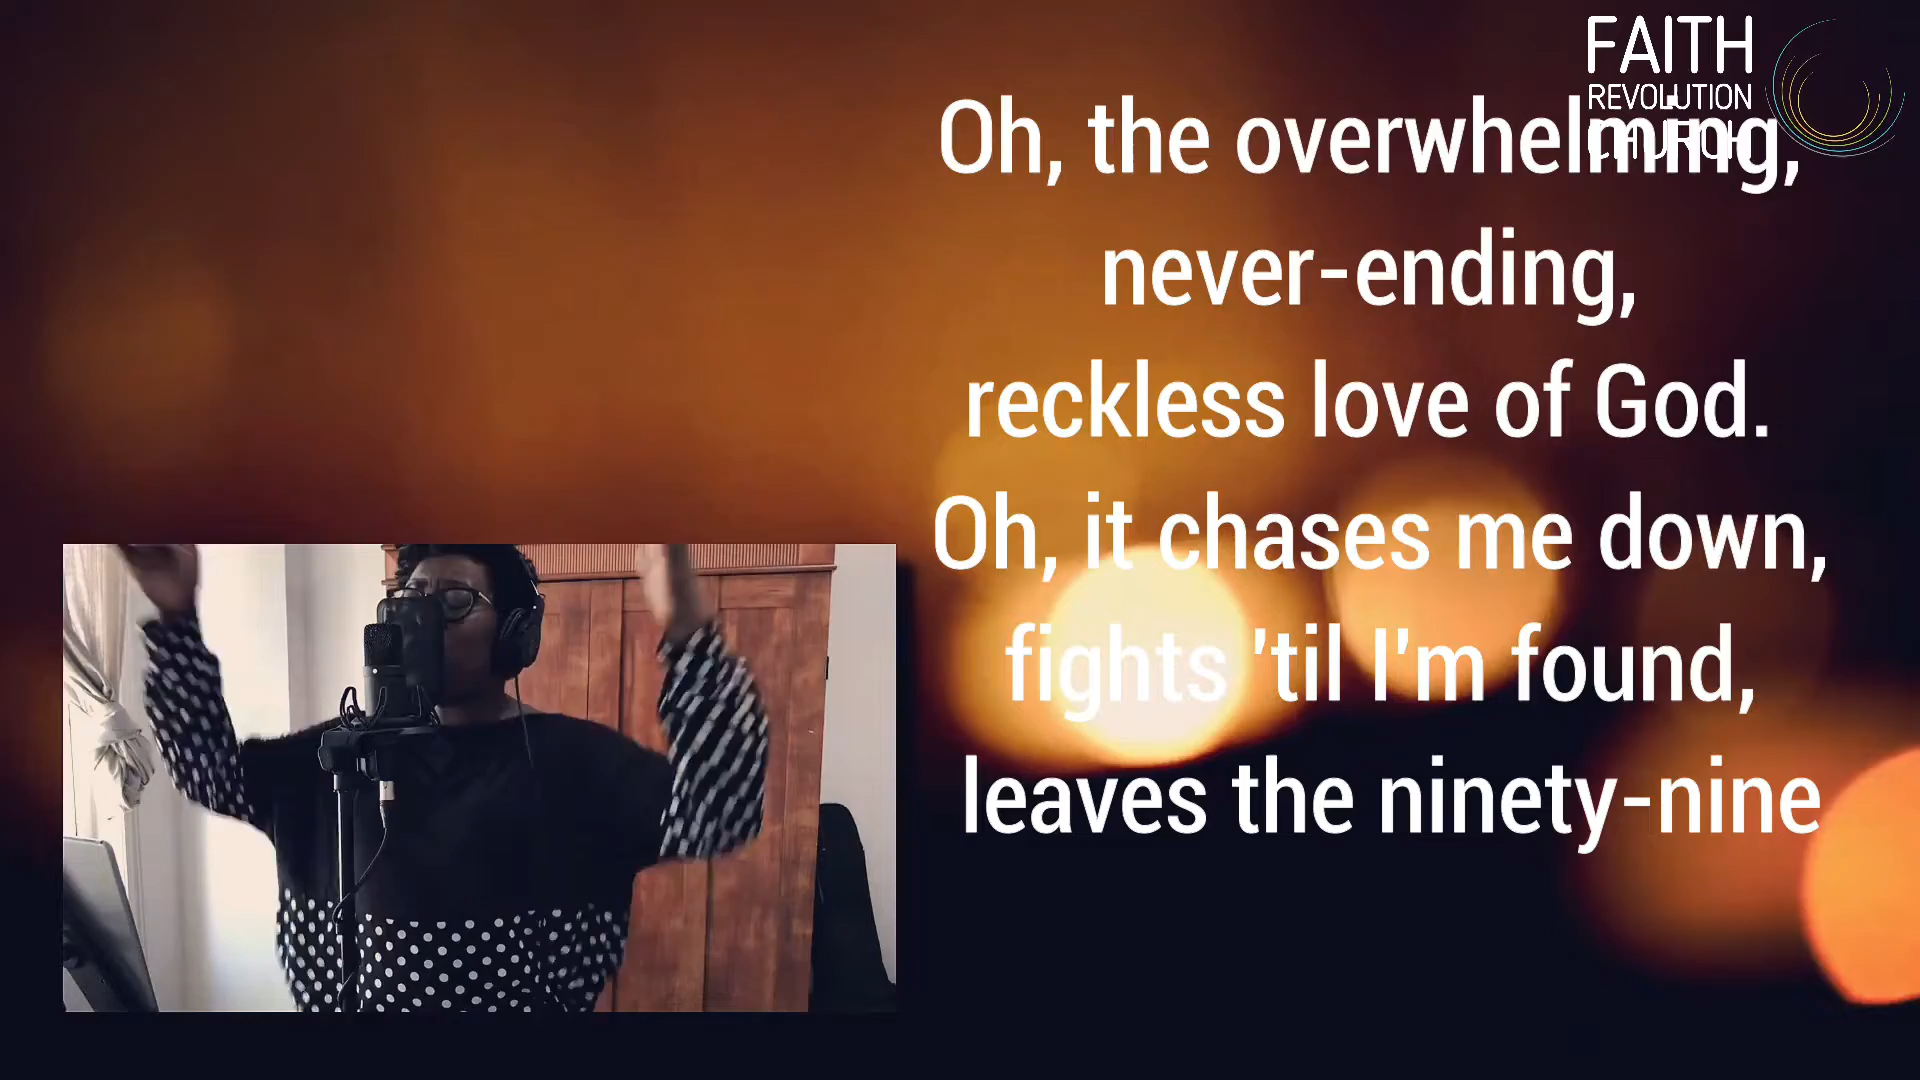 FAITH
REVOLUTION
CHURCH
Oh, the overwhelming,
never-ending,
reckless love of God.
Oh, it chases me down,
fights 'til I'm found,
leaves the ninety-nine